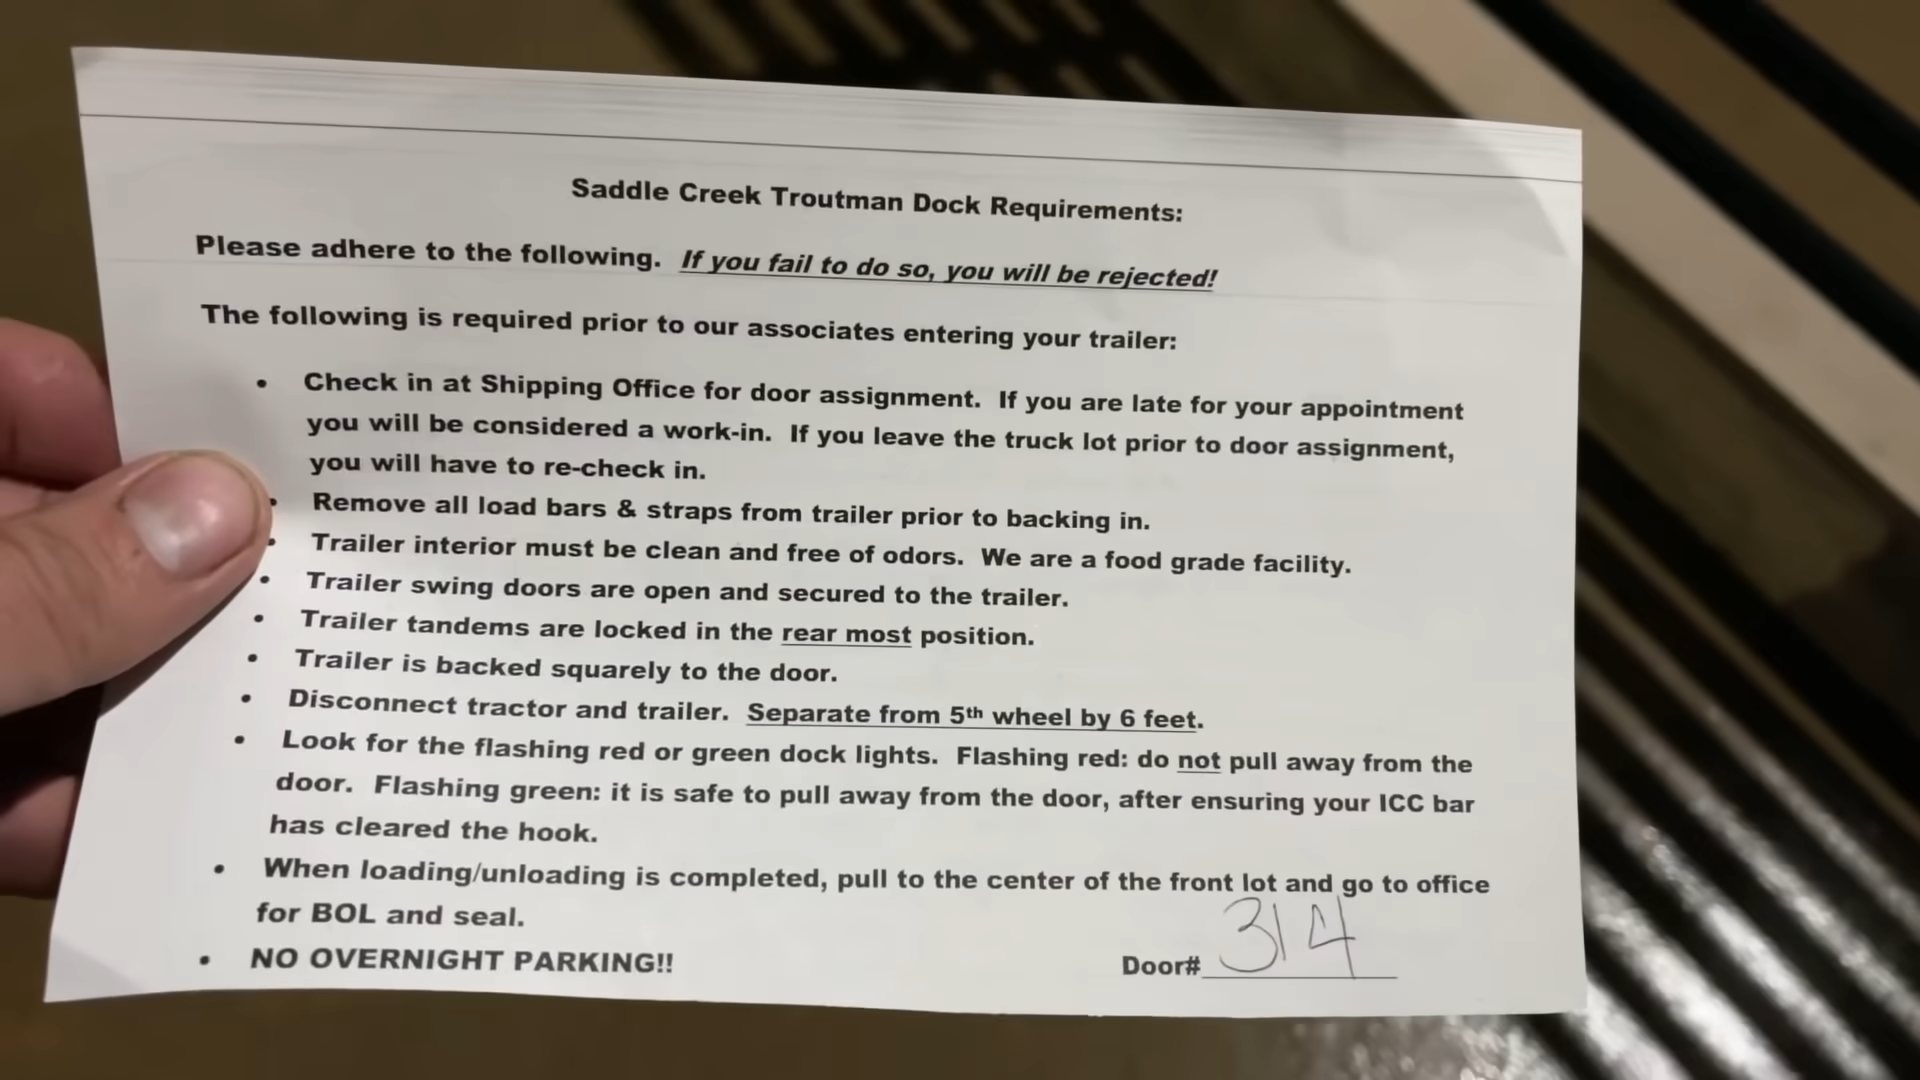 Saddle Creek Troutman Dock Requirements:
Please adhere to the following. If you fail to do so, you will be rejected!
The following is required prior to our associates entering your trailer:
• Check in at Shipping Office for door assignment. If you are late for your appointment
you will be considered a work-in. If you leave the truck lot prior to door assignment,
you will have to re-check in.
• Remove all load bars & straps from trailer prior to backing in.
• Trailer interior must be clean and free of odors. We are a food grade facility.
• Trailer swing doors are open and secured to the trailer.
• Trailer tandems are locked in the rear most position.
• Trailer is backed squarely to the door.
• Disconnect tractor and trailer. Separate from 5th wheel by 6 feet.
• Look for the flashing red or green dock lights. Flashing red: do not pull away from the
door. Flashing green: it is safe to pull away from the door, after ensuring your ICC bar
has cleared the hook.
• When loading/unloading is completed, pull to the center of the front lot and go to office
for BOL and seal.
• NO OVERNIGHT PARKING!!
Door# 314